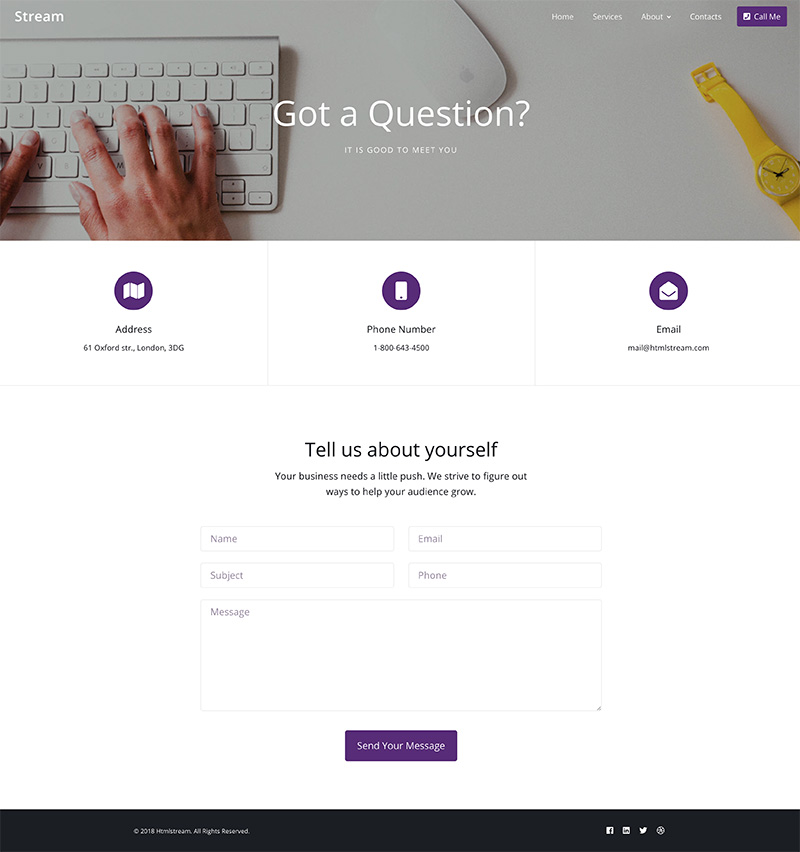 Stream
Home Services About Contacts Call Me
Got a Question?
IT IS GOOD TO MEET YOU
Address
61 Oxford str., London, 3DG
Phone Number
1-800-643-4500
Email
mail@htmlstream.com
Tell us about yourself
Your business needs a little push. We strive to figure out
ways to help your audience grow.
Name
Email
Subject
Phone
Message
Send Your Message
© 2018 Htmlstream. All Rights Reserved.